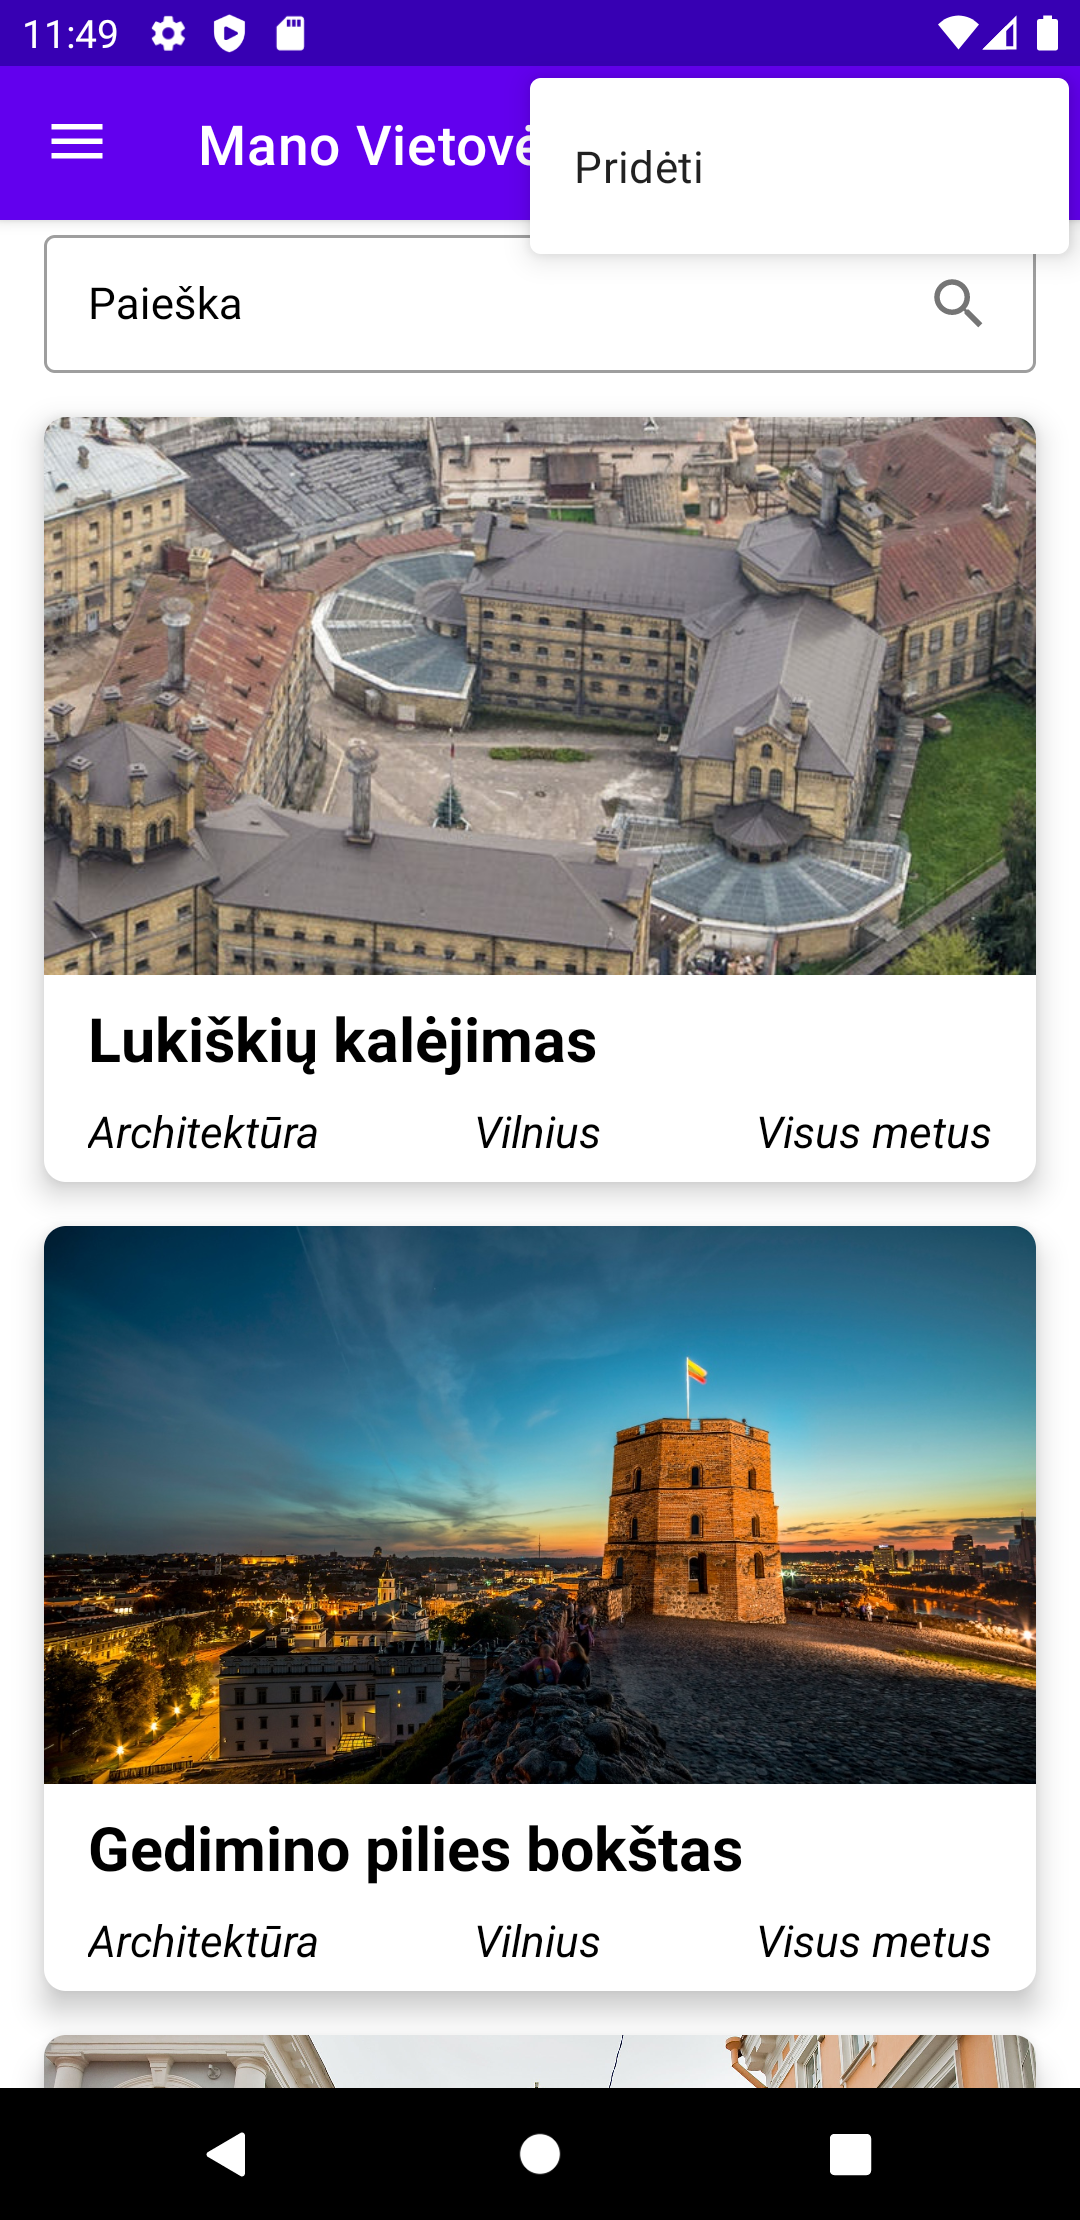 11:49
Mano Vietovė
Pridėti
Paieška
Lukiškių kalėjimas
Architektūra Vilnius Visus metus
Gedimino pilies bokštas
Architektūra Vilnius Visus metus